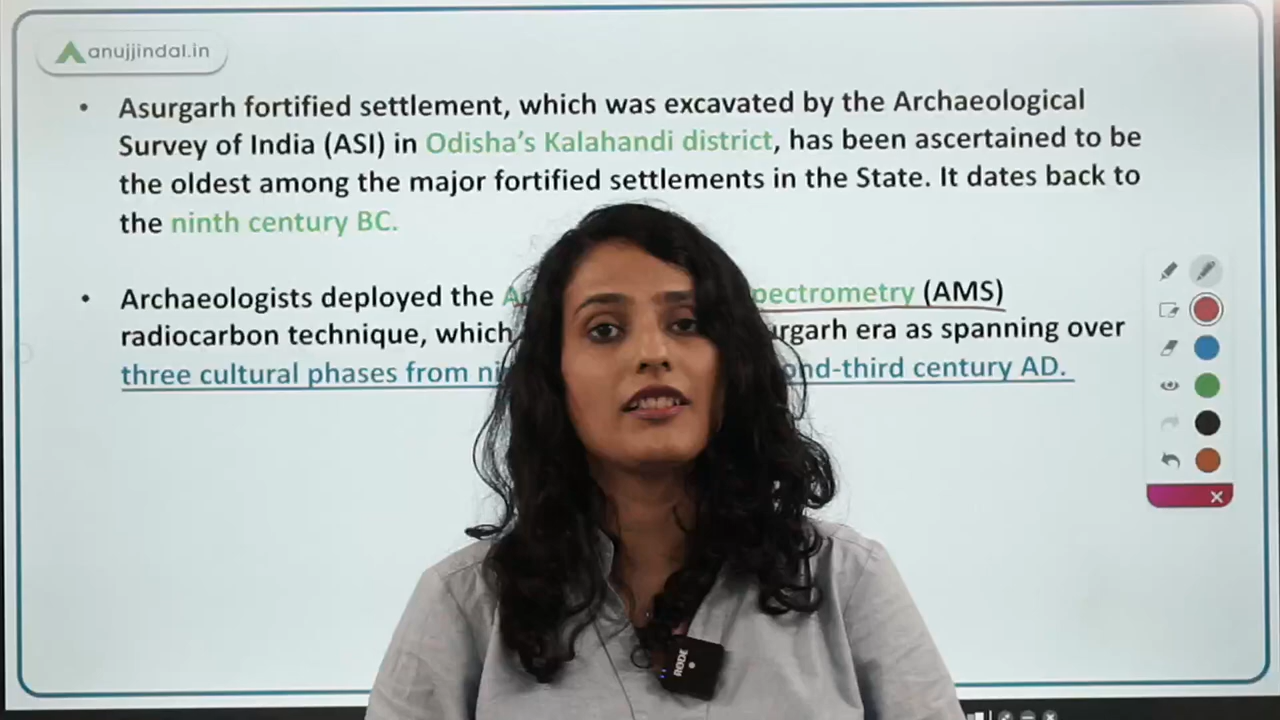 anujjindal.in
• Asurgarh fortified settlement, which was excavated by the Archaeological
Survey of India (ASI) in Odisha's Kalahandi district, has been ascertained to be
the oldest among the major fortified settlements in the State. It dates back to
the ninth century BC.
• Archaeologists deployed the pectrometry (AMS)
radiocarbon technique, which rgarh era as spanning over
three cultural phases from ond-third century AD.
RODE